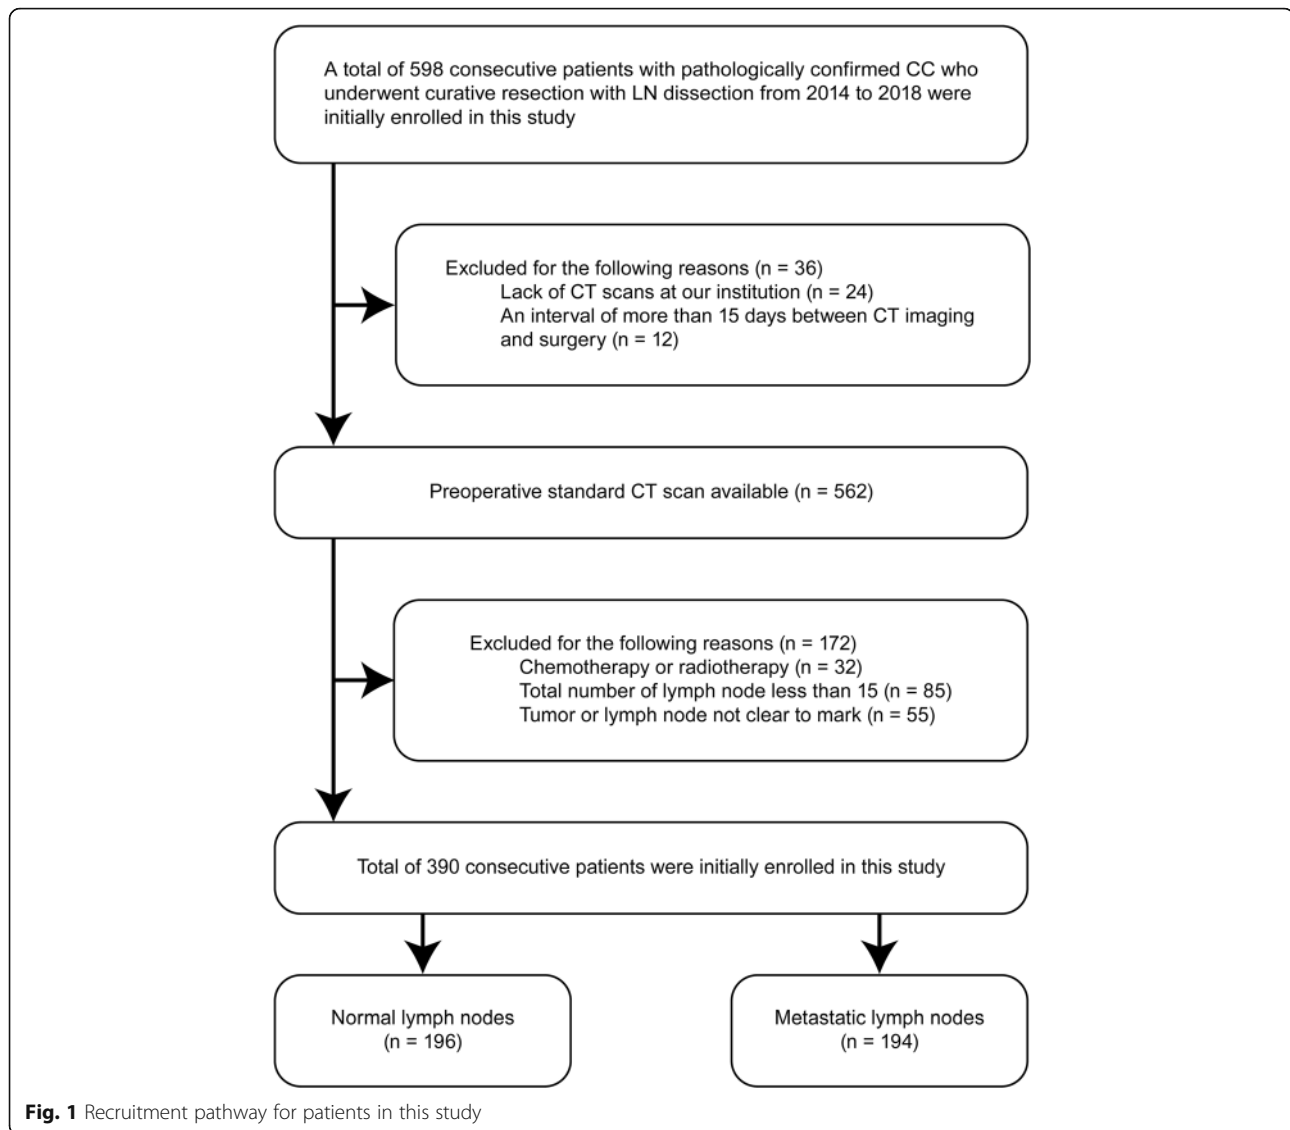 A total of 598 consecutive patients with pathologically confirmed CC who
underwent curative resection with LN dissection from 2014 to 2018 were
initially enrolled in this study
Excluded for the following reasons (n = 36)
Lack of CT scans at our institution (n = 24)
An interval of more than 15 days between CT imaging
and surgery (n = 12)
Preoperative standard CT scan available (n = 562)
Excluded for the following reasons (n = 172)
Chemotherapy or radiotherapy (n = 32)
Total number of lymph node less than 15 (n = 85)
Tumor or lymph node not clear to mark (n = 55)
Total of 390 consecutive patients were initially enrolled in this study
Normal lymph nodes
(n = 196)
Metastatic lymph nodes
(n = 194)
Fig. 1 Recruitment pathway for patients in this study